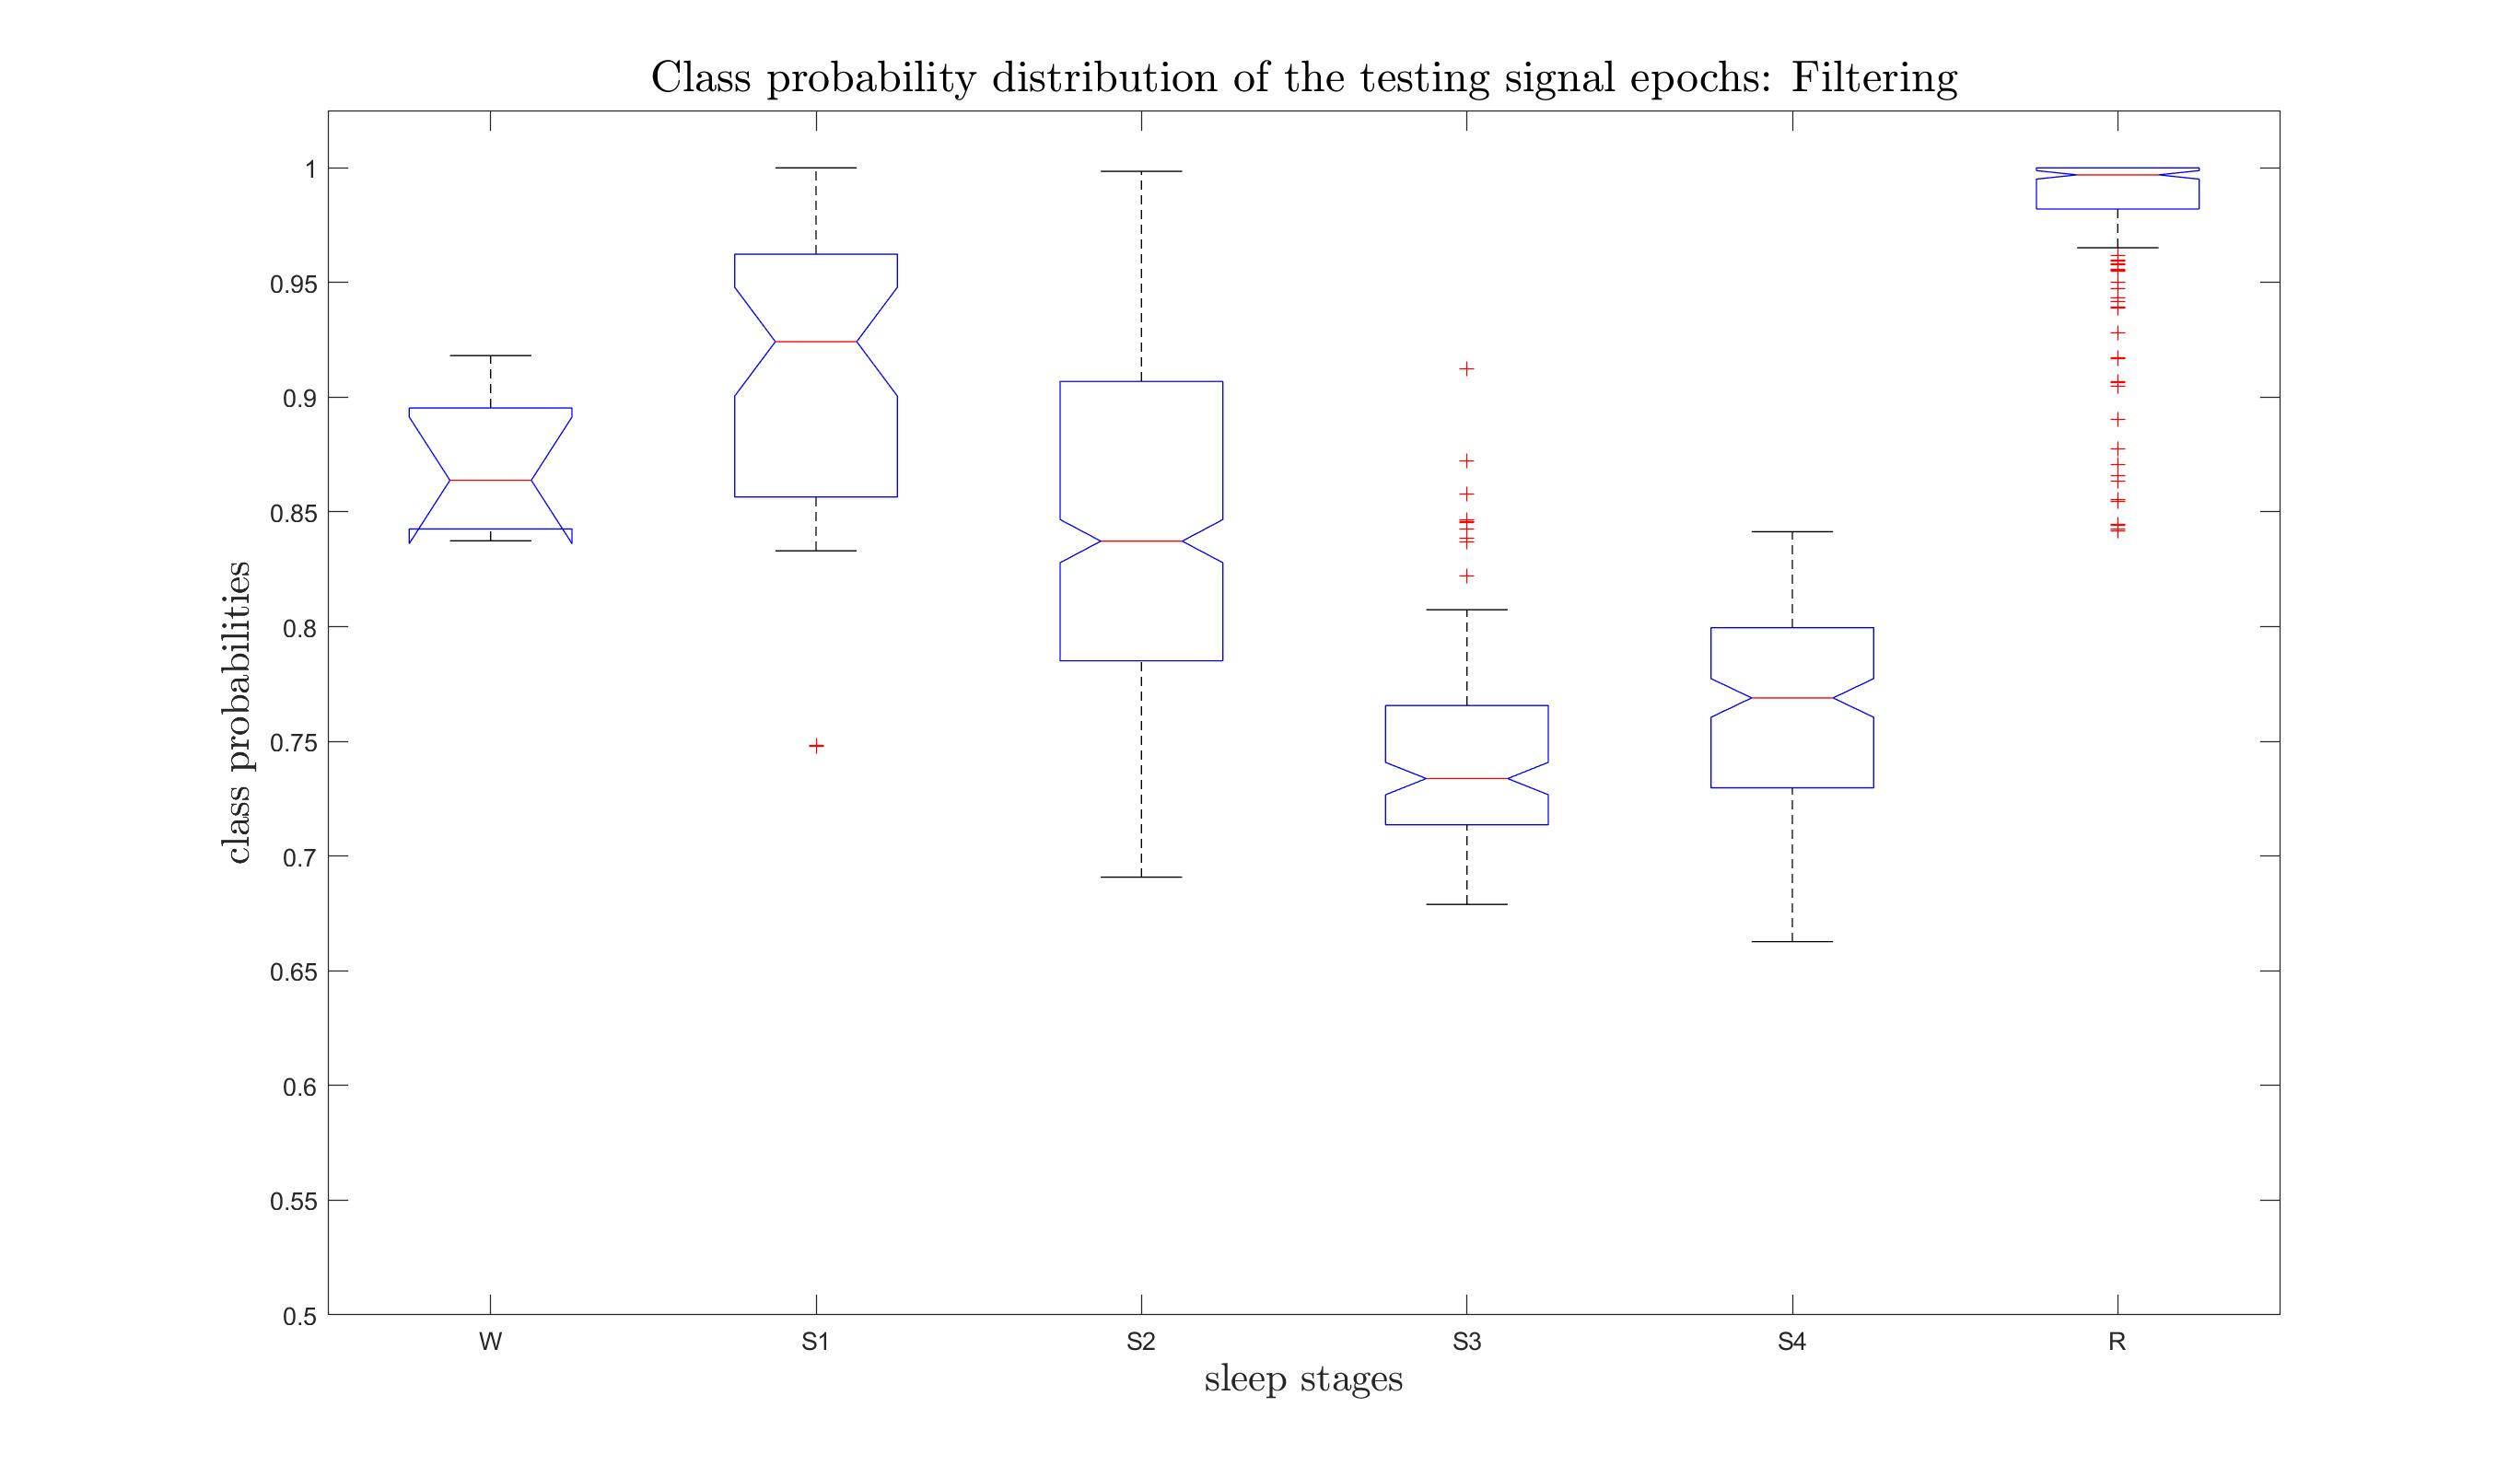 Class probability distribution of the testing signal epochs: Filtering
class probabilities
1
0.95
0.9
0.85
0.8
0.75
0.7
0.65
0.6
0.55
0.5
W S1 S2 S3 S4 R
sleep stages